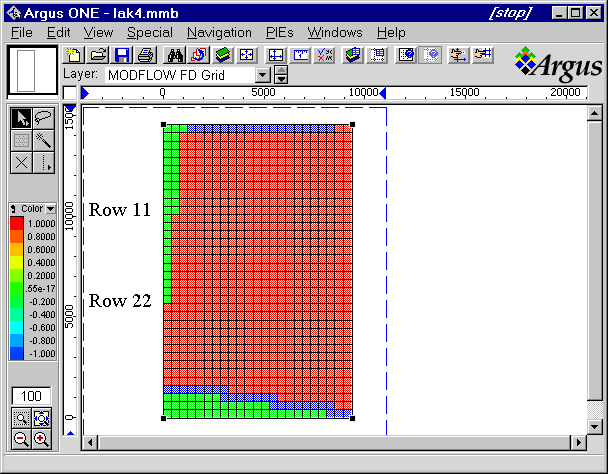 Argus ONE - lak4.mmb
[stop]
File Edit View Special Navigation PIEs Windows Help
Layer: MODFLOW FD Grid
Argus
0 5000 10000 15000 20000
1500
10000
5000
0
Color
1.0000
0.8000
0.6000
0.4000
0.2000
.55e-17
-0.200
-0.400
-0.600
-0.800
-1.000
Row 11
Row 22
100